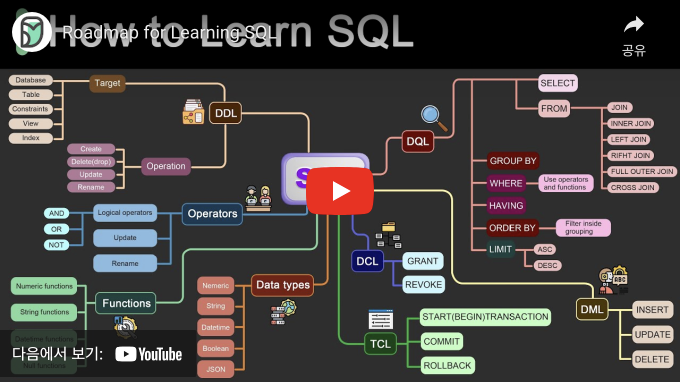 How to Learn SQL
Roadmap for Learning SQL
공유
Database
Table
Constraints
View
Index
Target
DDL
Create
Delete(drop)
Update
Rename
Operation
AND
OR
NOT
Logical operators
Update
Rename
Operators
Numeric functions
String functions
Datetime functions
Null functions
Functions
Nemeric
String
Datetime
Boolean
JSON
Data types
S
DQL
SELECT
FROM
JOIN
INNER JOIN
LEFT JOIN
RIFHT JOIN
FULL OUTER JOIN
CROSS JOIN
GROUP BY
WHERE
Use operators
and functions
HAVING
ORDER BY
Filter inside
grouping
LIMIT
ASC
DESC
DCL
GRANT
REVOKE
TCL
START(BEGIN)TRANSACTION
COMMIT
ROLLBACK
ABC
DML
INSERT
UPDATE
DELETE
다음에서 보기:
YouTube